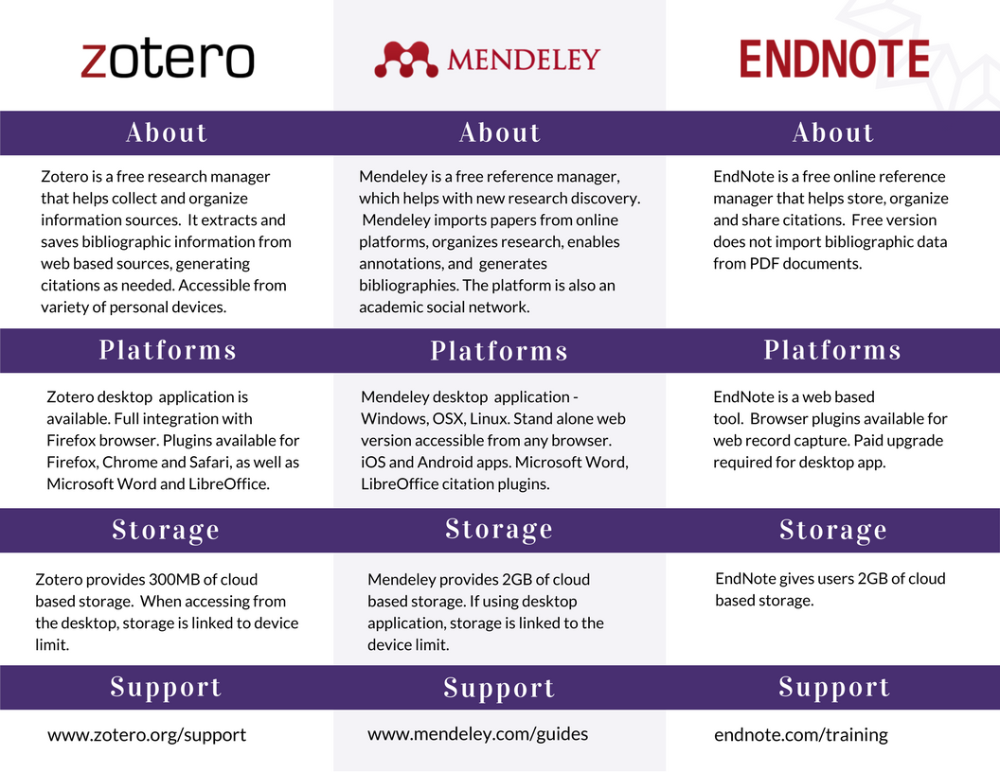 zotero
MENDELEY
ENDNOTE
About
About
About
Zotero is a free research manager
that helps collect and organize
information sources.  It extracts and
saves bibliographic information from
web based sources, generating
citations as needed. Accessible from
variety of personal devices.
Mendeley is a free reference manager,
which helps with new research discovery.
Mendeley imports papers from online
platforms, organizes research, enables
annotations, and  generates
bibliographies. The platform is also an
academic social network.
EndNote is a free online reference
manager that helps store, organize
and share citations.  Free version
does not import bibliographic data
from PDF documents.
Platforms
Platforms
Platforms
Zotero desktop  application is
available. Full integration with
Firefox browser. Plugins available for
Firefox, Chrome and Safari, as well as
Microsoft Word and LibreOffice.
Mendeley desktop  application -
Windows, OSX, Linux. Stand alone web
version accessible from any browser.
iOS and Android apps. Microsoft Word,
LibreOffice citation plugins.
EndNote is a web based
tool.  Browser plugins available for
web record capture. Paid upgrade
required for desktop app.
Storage
Storage
Storage
Zotero provides 300MB of cloud
based storage.  When accessing from
the desktop, storage is linked to device
limit.
Mendeley provides 2GB of cloud
based storage. If using desktop
application, storage is linked to the
device limit.
EndNote gives users 2GB of cloud
based storage.
Support
Support
Support
www.zotero.org/support
www.mendeley.com/guides
endnote.com/training